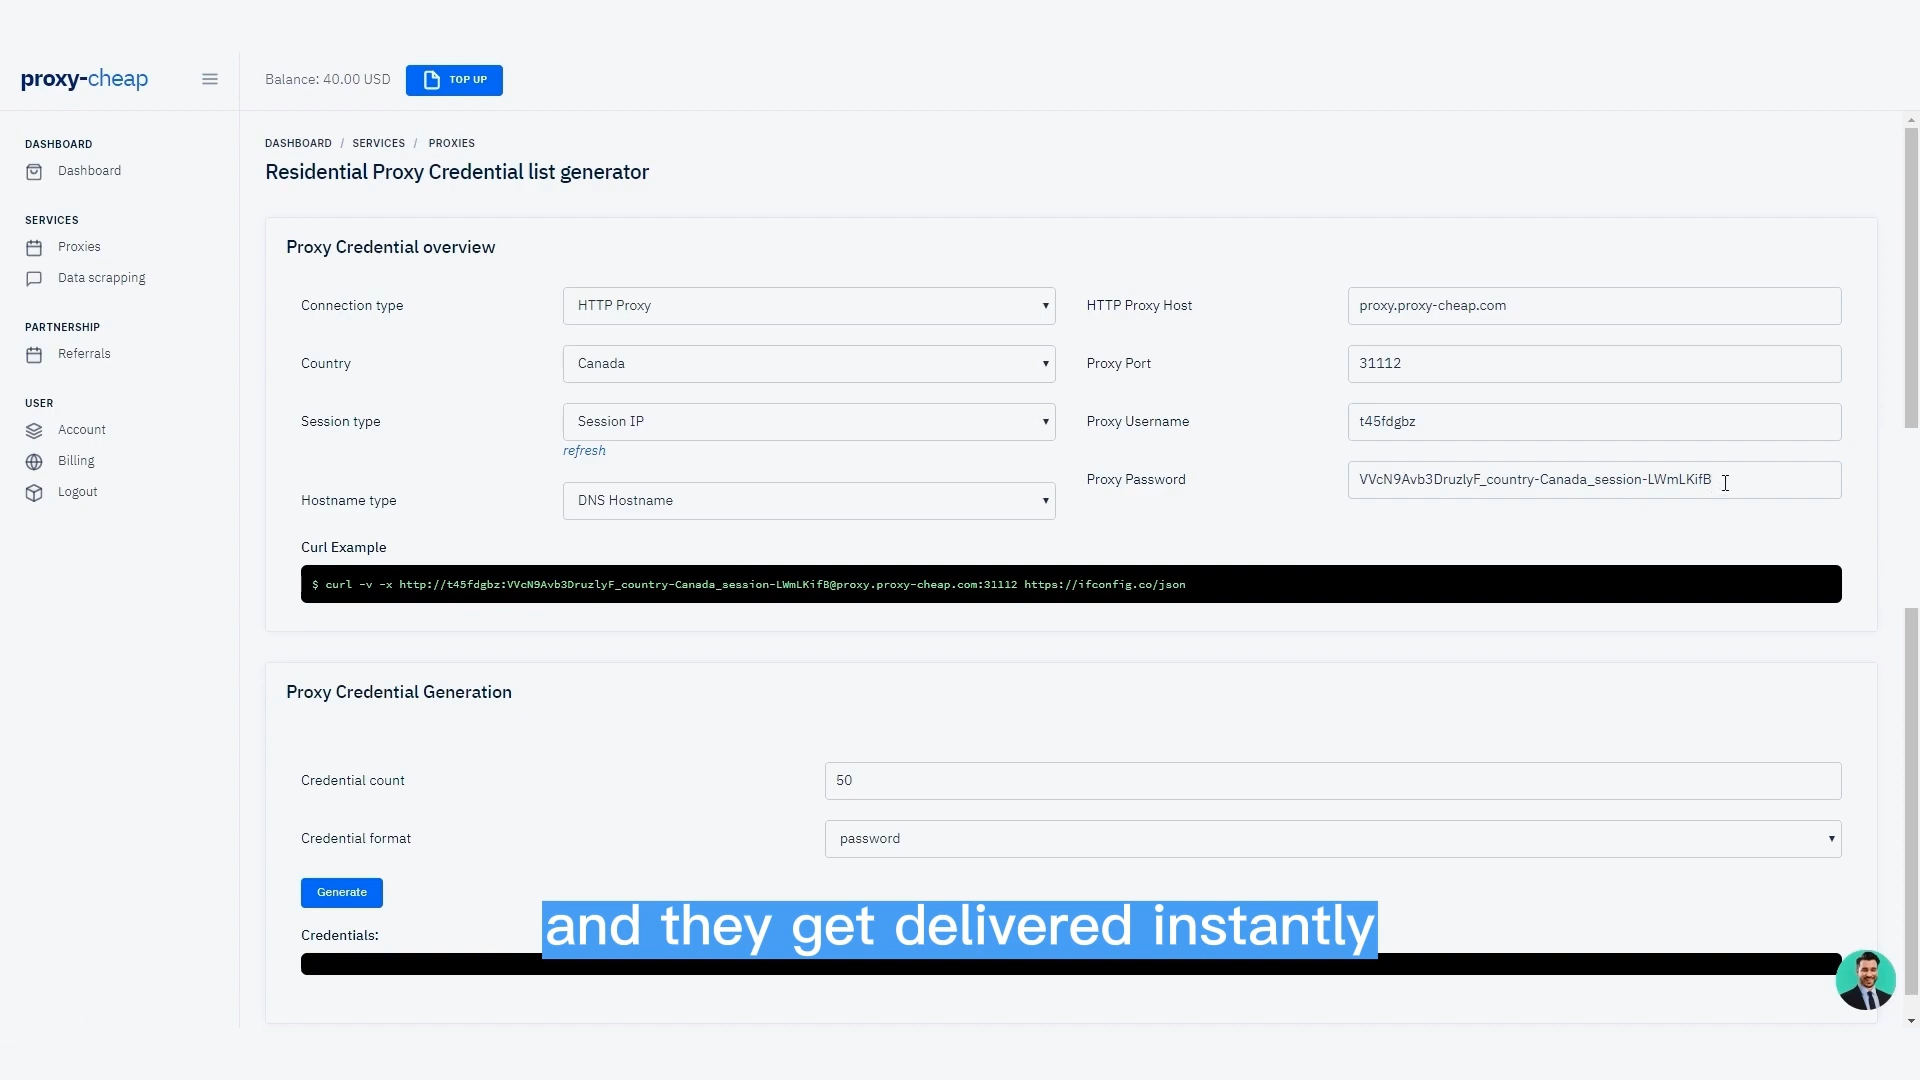 proxy-cheap
Balance: 40.00 USD
TOP UP
DASHBOARD
Dashboard
SERVICES
Proxies
Data scrapping
PARTNERSHIP
Referrals
USER
Account
Billing
Logout
DASHBOARD / SERVICES / PROXIES
Residential Proxy Credential list generator
Proxy Credential overview
Connection type
HTTP Proxy
HTTP Proxy Host
proxy.proxy-cheap.com
Country
Canada
Proxy Port
31112
Session type
Session IP
refresh
Proxy Username
t45fdgbz
Proxy Password
VVcN9Avb3DruzlyF_country-Canada_session-LWmLKifB
Hostname type
DNS Hostname
Curl Example
$ curl -v -x http://t45fdgbz:VVcN9Avb3DruzlyF_country-Canada_session-LWmLKifB@proxy.proxy-cheap.com:31112 https://ifconfig.co/json
Proxy Credential Generation
Credential count
50
Credential format
password
Generate
Credentials:
and they get delivered instantly